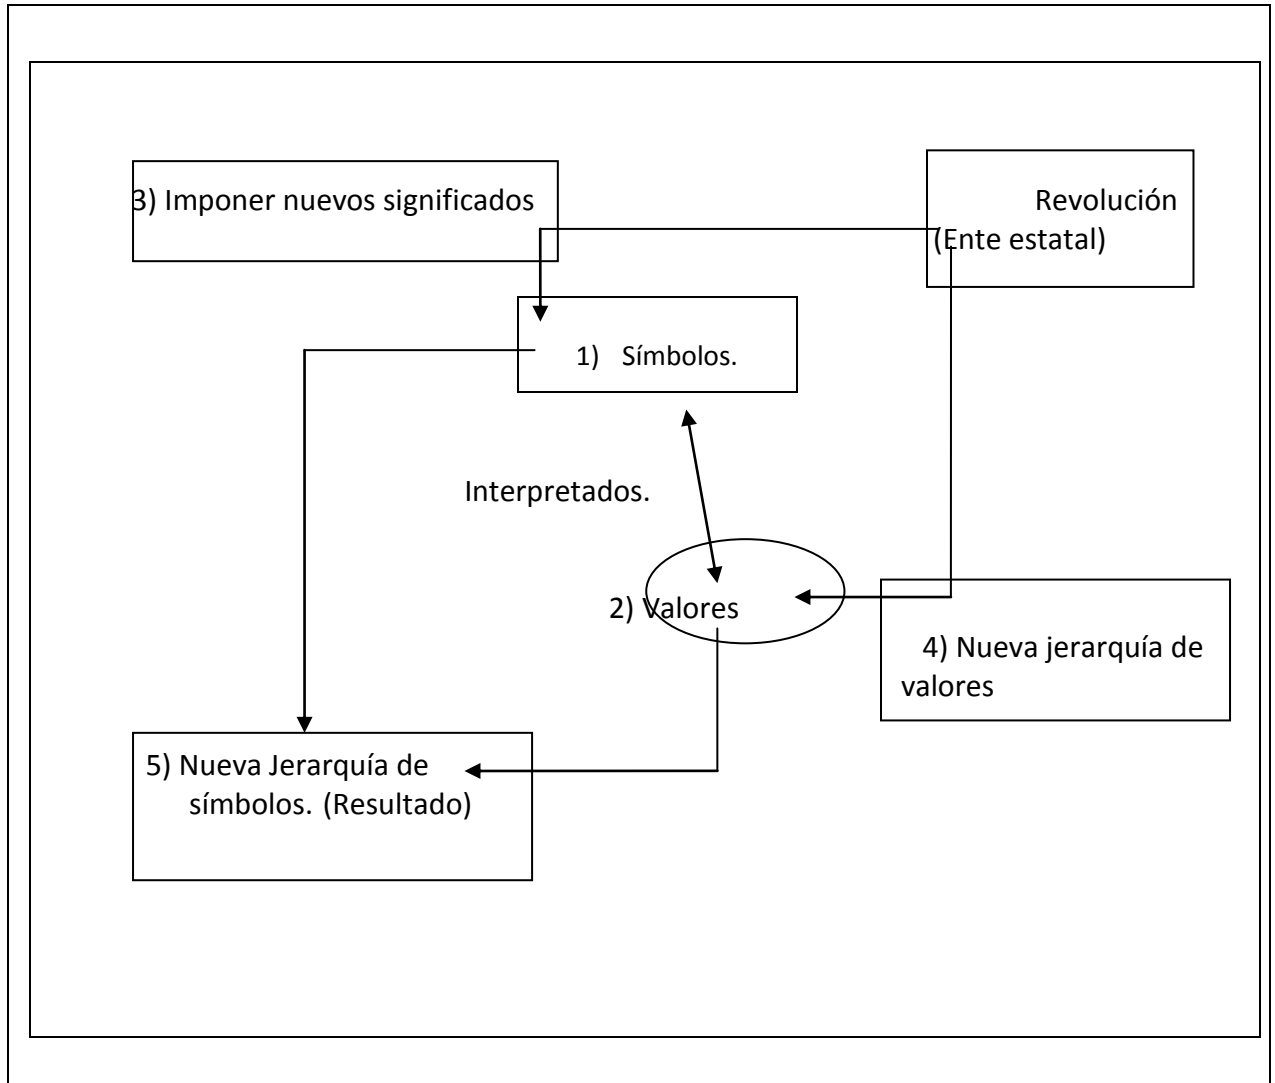 3) Imponer nuevos significados
Revolución
(Ente estatal)
1) Símbolos.
Interpretados.
2) Valores
4) Nueva jerarquía de
valores
5) Nueva Jerarquía de
símbolos. (Resultado)